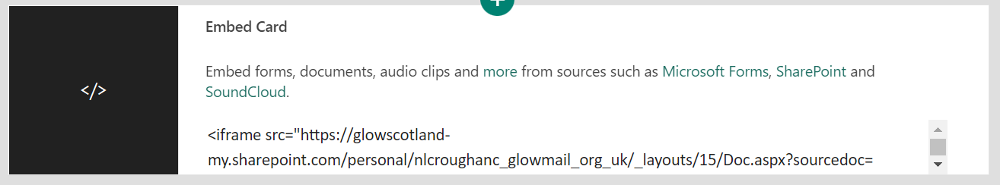 Embed Card
Embed forms, documents, audio clips and more from sources such as Microsoft Forms, SharePoint and
SoundCloud.
</>
<iframe src="https://glowscotland-
my.sharepoint.com/personal/nlcroughanc_glowmail_org_uk/_layouts/15/Doc.aspx?sourcedoc=